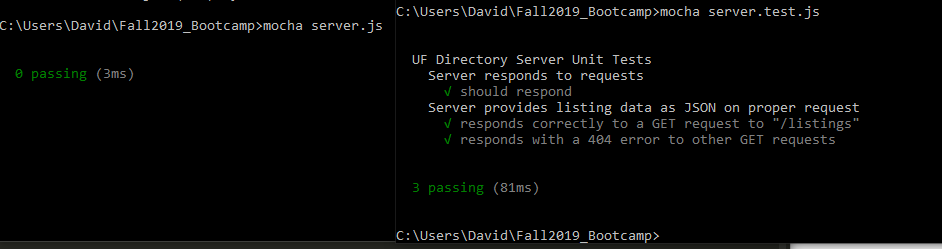 C:\Users\David\Fall2019_Bootcamp>mocha server.js
0 passing (3ms)
C:\Users\David\Fall2019_Bootcamp>mocha server.test.js
UF Directory Server Unit Tests
Server responds to requests
√ should respond
Server provides listing data as JSON on proper request
√ responds correctly to a GET request to "/listings"
√ responds with a 404 error to other GET requests
3 passing (81ms)
C:\Users\David\Fall2019_Bootcamp>